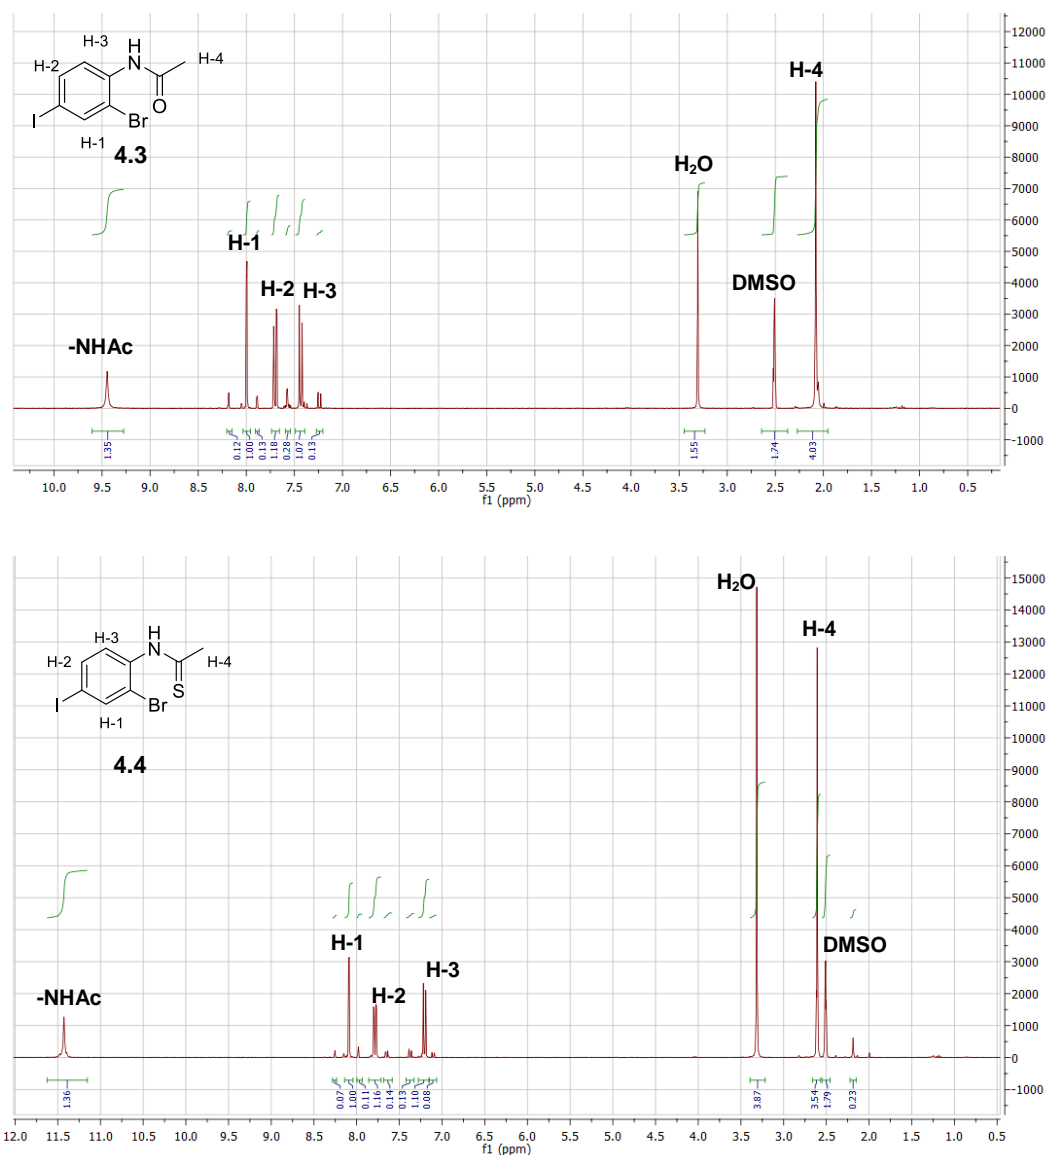 H-3
H
N
H-4
H-2
O
I
Br
H-1
4.3
-NHAc
H-1
H-2
H-3
H₂O
DMSO
H-4
12000
11000
10000
9000
8000
7000
6000
5000
4000
3000
2000
1000
0
-1000
1.35
0.12
1.00
0.13
1.18
0.28
1.07
0.13
1.55
1.74
4.03
10.0 9.5 9.0 8.5 8.0 7.5 7.0 6.5 6.0 5.5 5.0 4.5 4.0 3.5 3.0 2.5 2.0 1.5 1.0 0.5
f1 (ppm)
H-3
H
N
H-4
H-2
S
I
Br
H-1
4.4
-NHAc
H-1
H-2
H-3
H₂O
H-4
DMSO
15000
14000
13000
12000
11000
10000
9000
8000
7000
6000
5000
4000
3000
2000
1000
0
-1000
1.36
0.07
1.00
0.11
1.16
0.14
0.13
1.10
0.08
3.87
3.54
1.79
0.23
12.0 11.5 11.0 10.5 10.0 9.5 9.0 8.5 8.0 7.5 7.0 6.5 6.0 5.5 5.0 4.5 4.0 3.5 3.0 2.5 2.0 1.5 1.0 0.5
f1 (ppm)